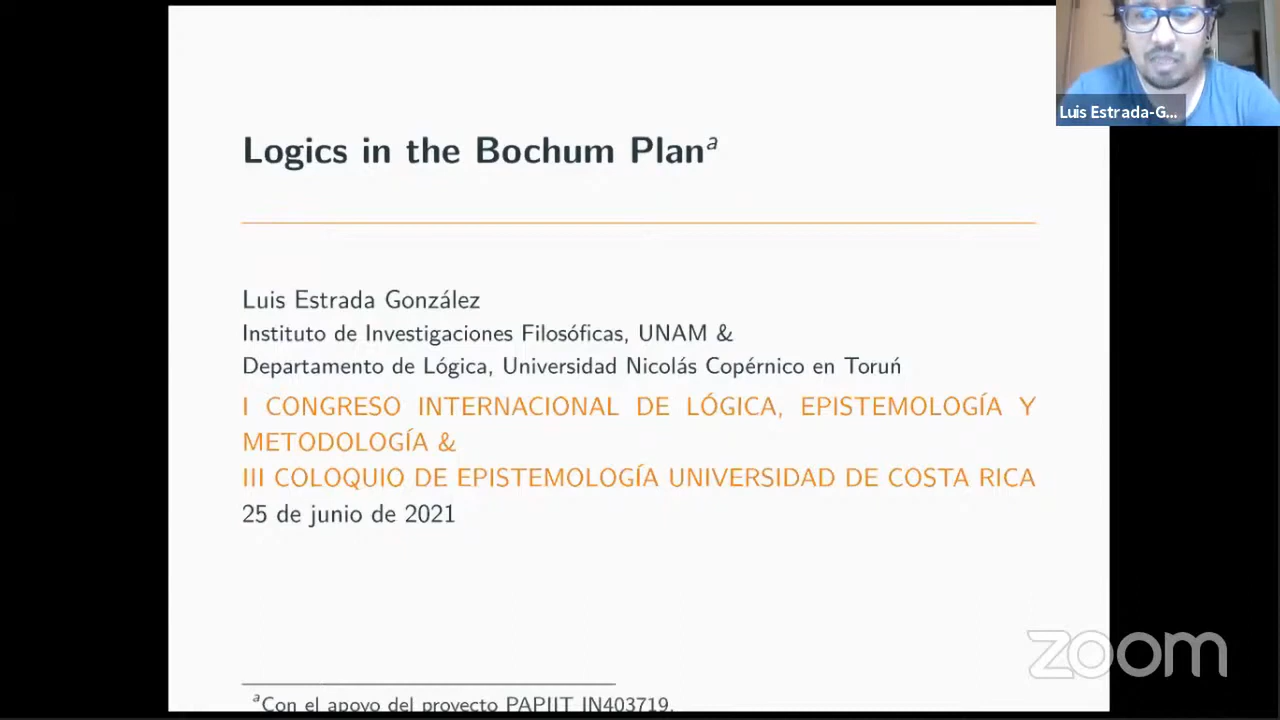 Logics in the Bochum Plan^a
Luis Estrada-G...
Luis Estrada González
Instituto de Investigaciones Filosóficas, UNAM &
Departamento de Lógica, Universidad Nicolás Copérnico en Toruń
I CONGRESO INTERNACIONAL DE LÓGICA, EPISTEMOLOGÍA Y
METODOLOGÍA &
III COLOQUIO DE EPISTEMOLOGÍA UNIVERSIDAD DE COSTA RICA
25 de junio de 2021
zoom
^aCon el apoyo del proyecto PAPIIT IN403719.